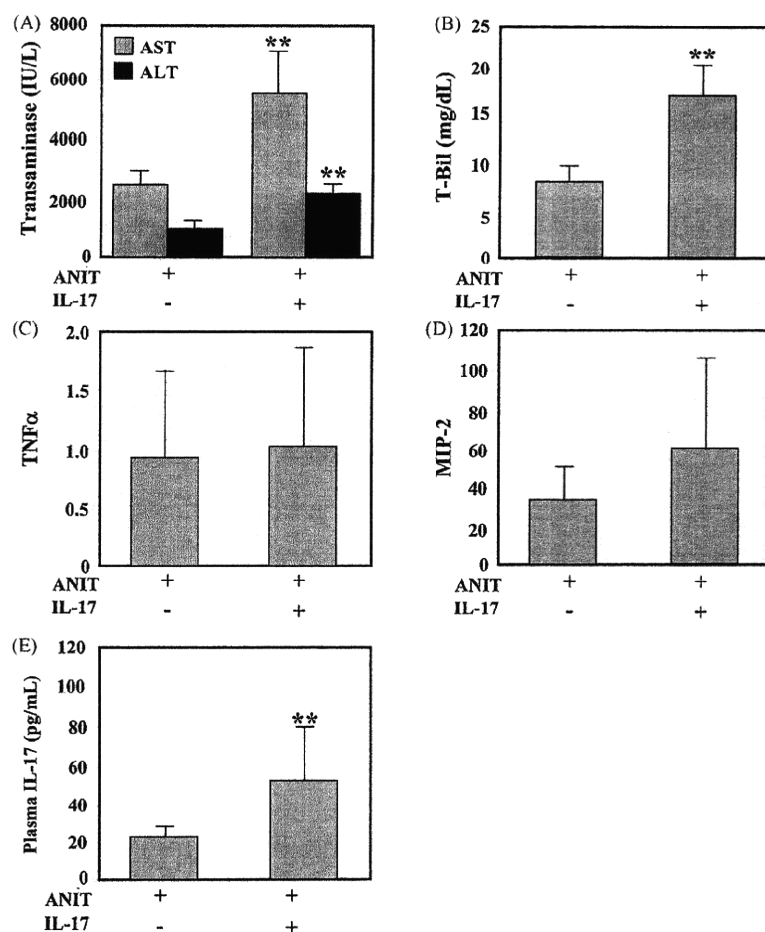 (A)
Transaminase (IU/L)
8000
6000
4000
2000
0
AST
ALT
**
**
ANIT + +
IL-17 - +
(B)
T-Bil (mg/dL)
25
20
15
10
5
0
**
ANIT + +
IL-17 - +
(C)
TNFα
2.0
1.5
1.0
0.5
0
ANIT + +
IL-17 - +
(D)
MIP-2
120
100
80
60
40
20
0
ANIT + +
IL-17 - +
(E)
Plasma IL-17 (pg/mL)
120
100
80
60
40
20
0
**
ANIT + +
IL-17 - +